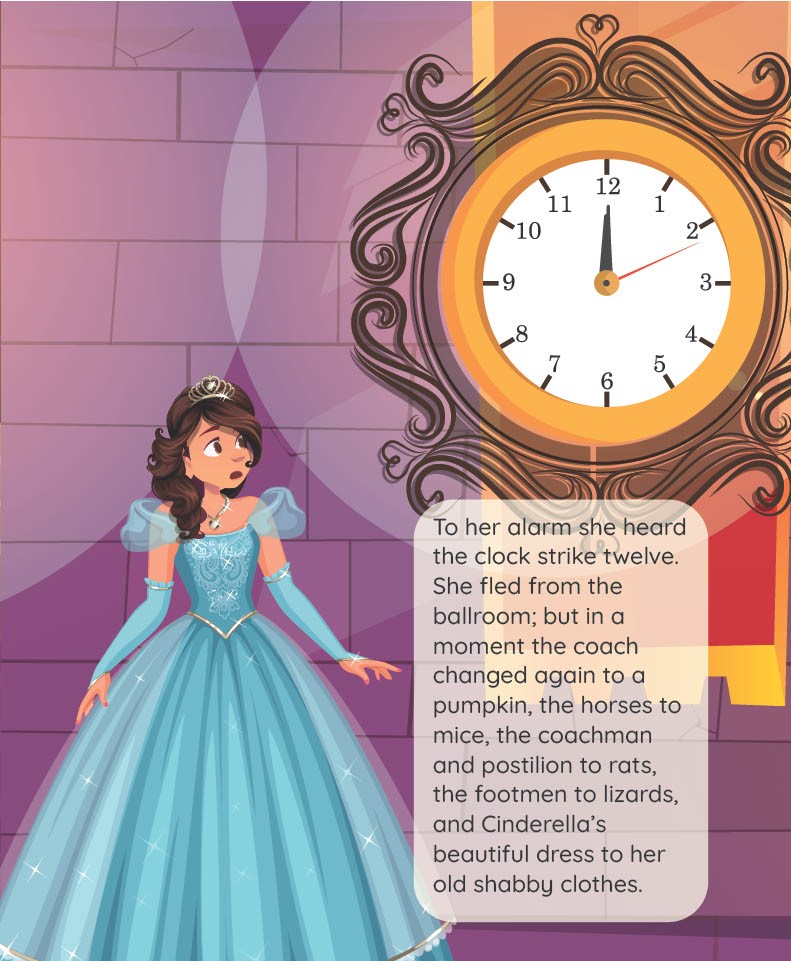 12
11
1
10
2
9
3
8
4
7
5
6
To her alarm she heard
the clock strike twelve.
She fled from the
ballroom; but in a
moment the coach
changed again to a
pumpkin, the horses to
mice, the coachman
and postilion to rats,
the footmen to lizards,
and Cinderella’s
beautiful dress to her
old shabby clothes.